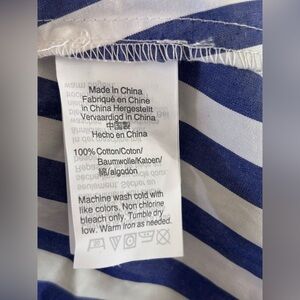 Made In China
Fabriqué en Chine
in China Hergestellt
Vervaardigd in China
中国製
Hecho en China
100% Cotton/Coton/
Baumwolle/Katoen/
綿/algodón
Machine wash cold with
like colors. Non chlorine
bleach only. Tumble dry
low. Warm iron as needed.